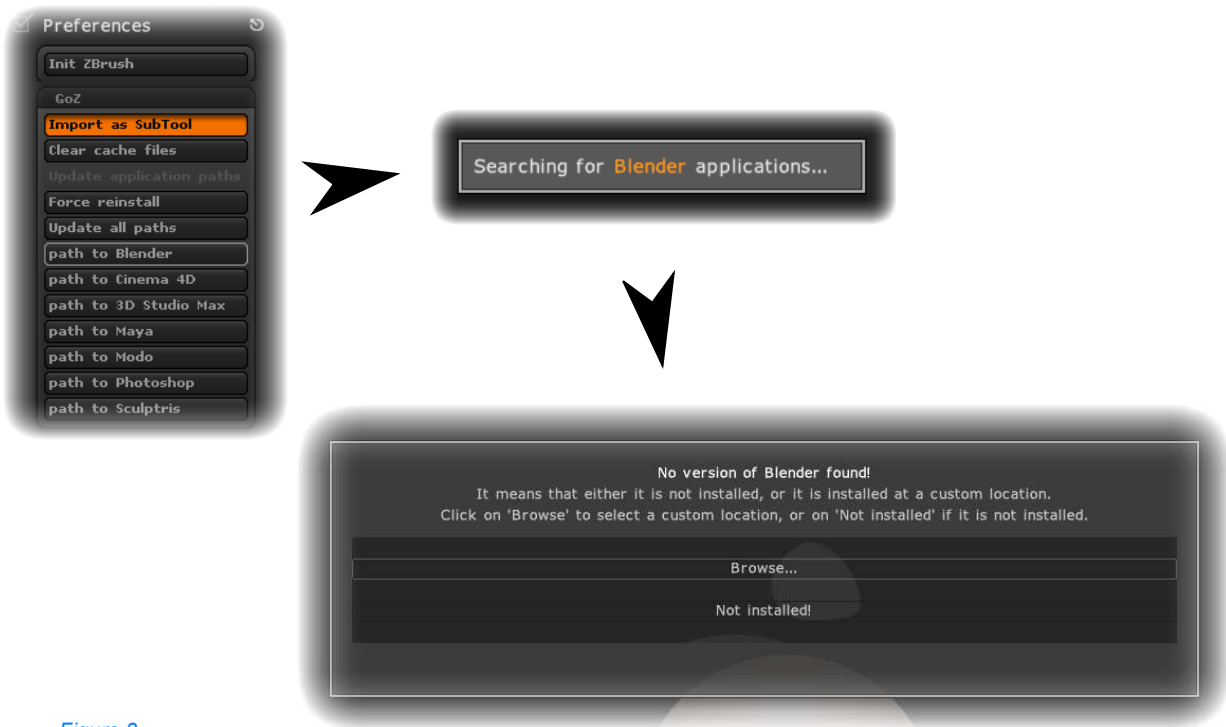 Preferences
Init ZBrush
GoZ
Import as SubTool
Clear cache files
Update application paths
Force reinstall
Update all paths
path to Blender
path to Cinema 4D
path to 3D Studio Max
path to Maya
path to Modo
path to Photoshop
path to Sculptris
Searching for Blender applications...
No version of Blender found!
It means that either it is not installed, or it is installed at a custom location.
Click on 'Browse' to select a custom location, or on 'Not installed' if it is not installed.
Browse...
Not installed!
Figure